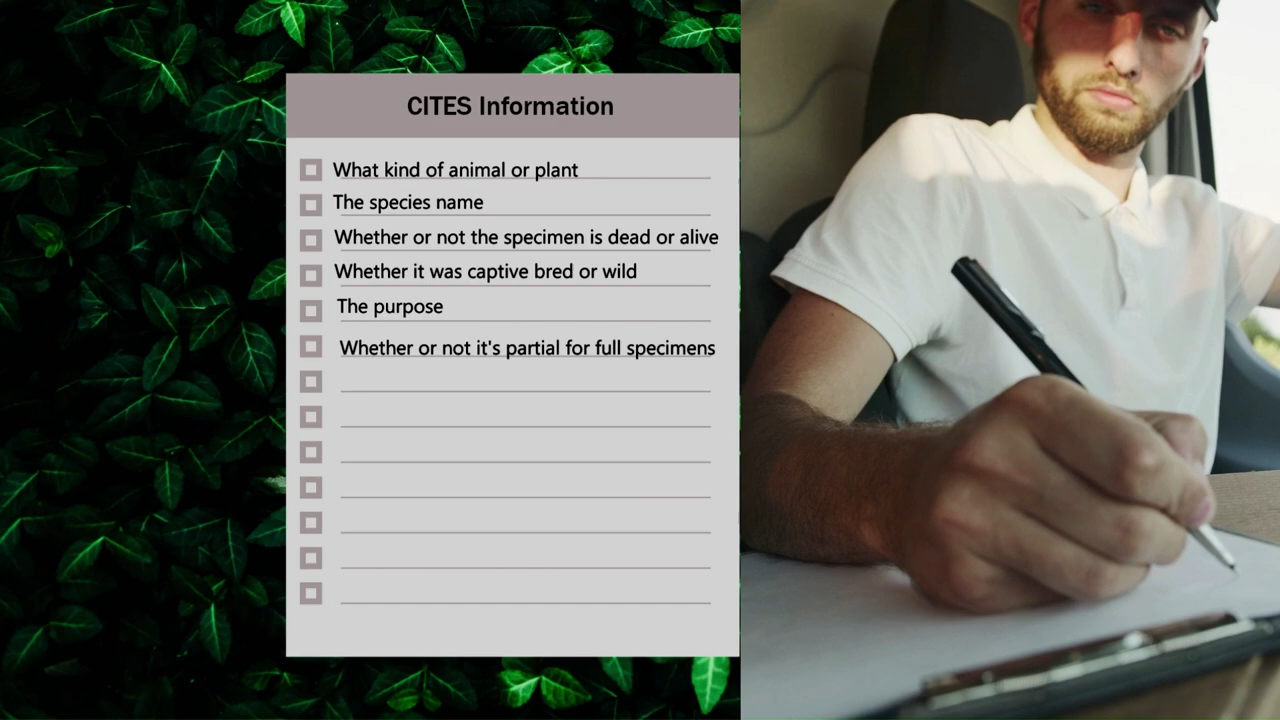 CITES Information
What kind of animal or plant
The species name
Whether or not the specimen is dead or alive
Whether it was captive bred or wild
The purpose
Whether or not it's partial for full specimens